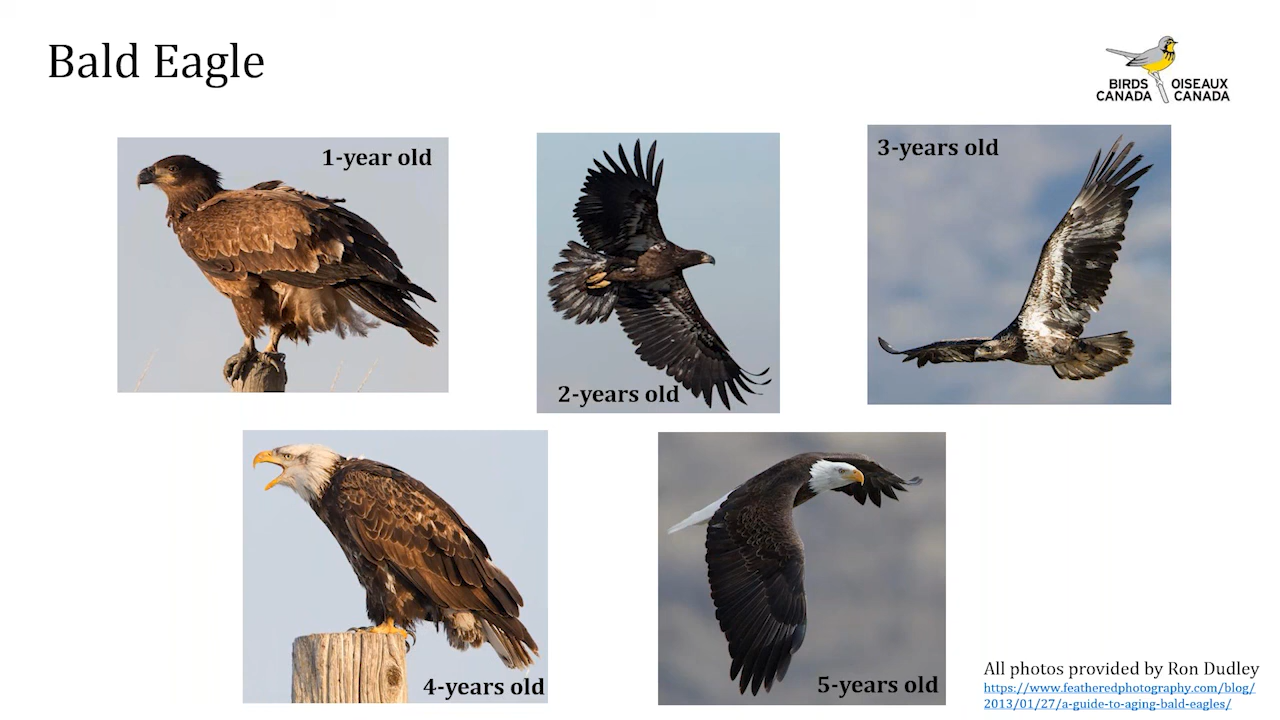 Bald Eagle
BIRDS CANADA
OISEAUX CANADA
1-year old
2-years old
3-years old
4-years old
5-years old
All photos provided by Ron Dudley
https://www.featheredphotography.com/blog/
2013/01/27/a-guide-to-aging-bald-eagles/